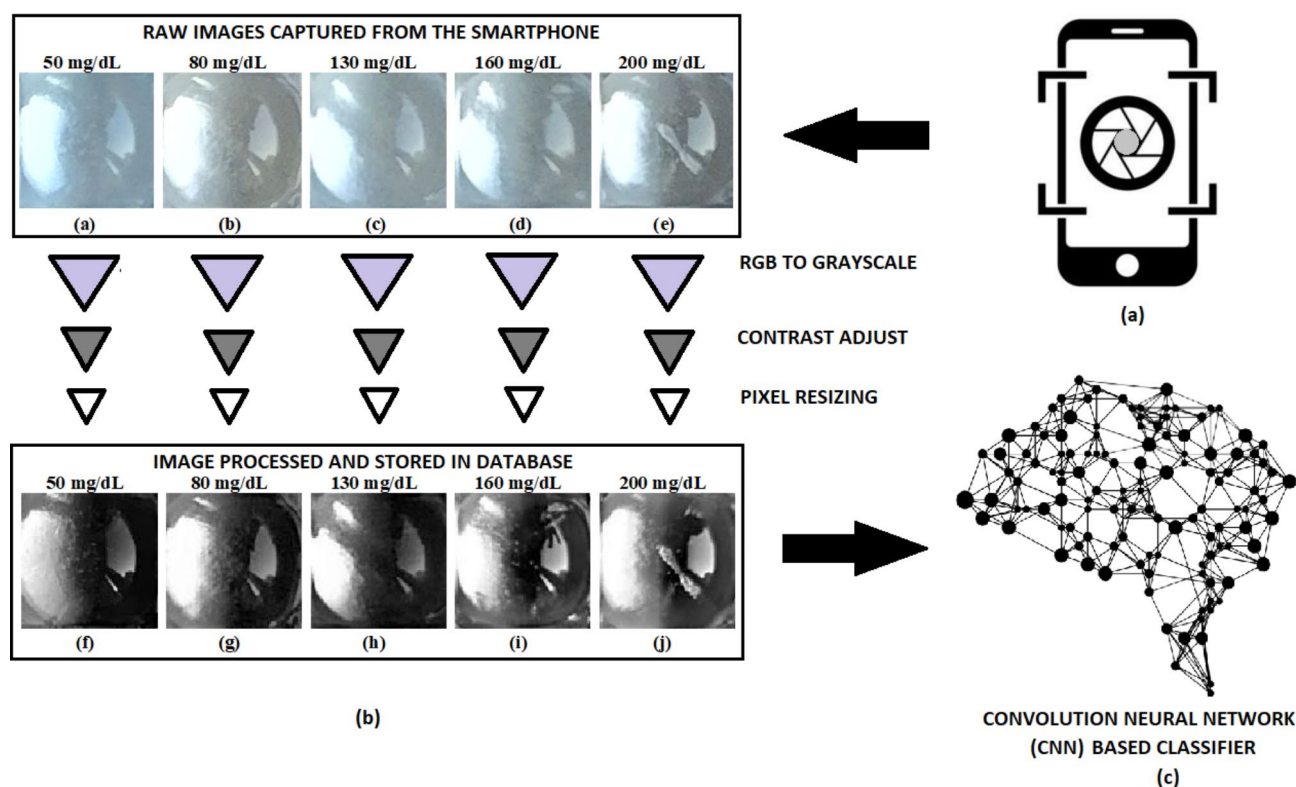 RAW IMAGES CAPTURED FROM THE SMARTPHONE
50 mg/dL 80 mg/dL 130 mg/dL 160 mg/dL 200 mg/dL
(a) (b) (c) (d) (e)
RGB TO GRAYSCALE
CONTRAST ADJUST
PIXEL RESIZING
IMAGE PROCESSED AND STORED IN DATABASE
50 mg/dL 80 mg/dL 130 mg/dL 160 mg/dL 200 mg/dL
(f) (g) (h) (i) (j)
(b)
(a)
CONVOLUTION NEURAL NETWORK
(CNN) BASED CLASSIFIER
(c)